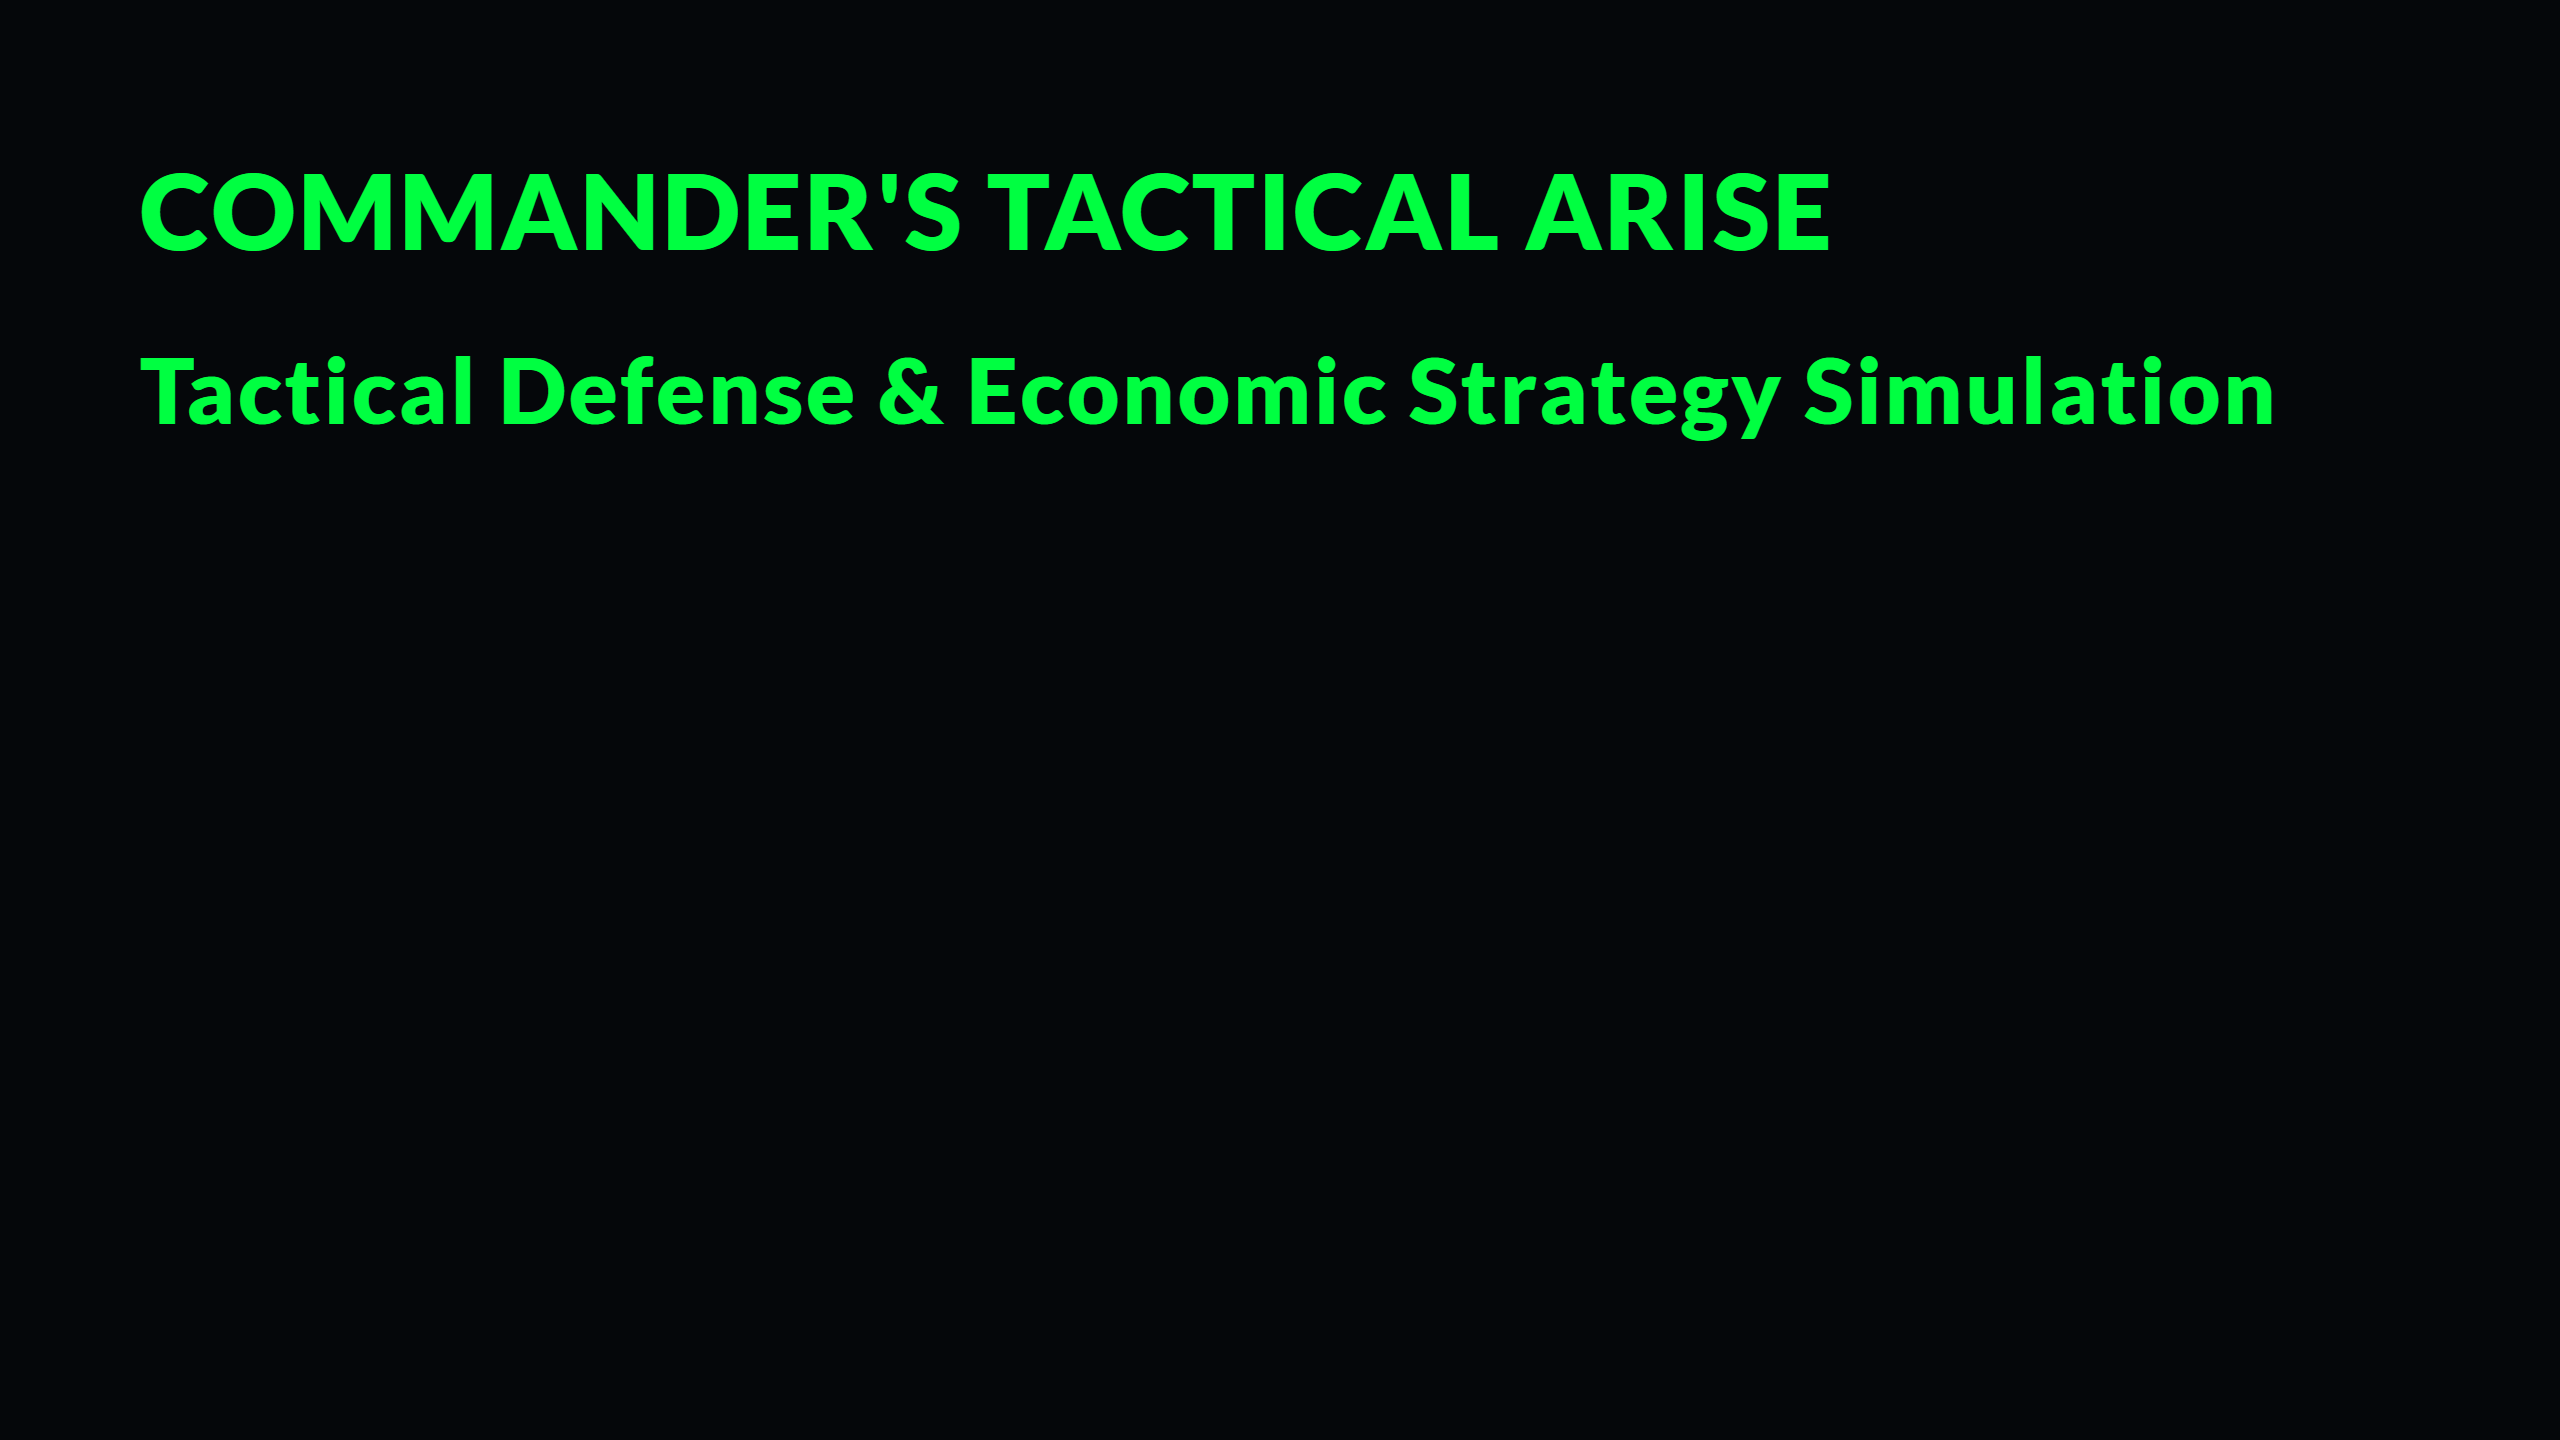 COMMANDER'S TACTICAL ARISE
Tactical Defense & Economic Strategy Simulation